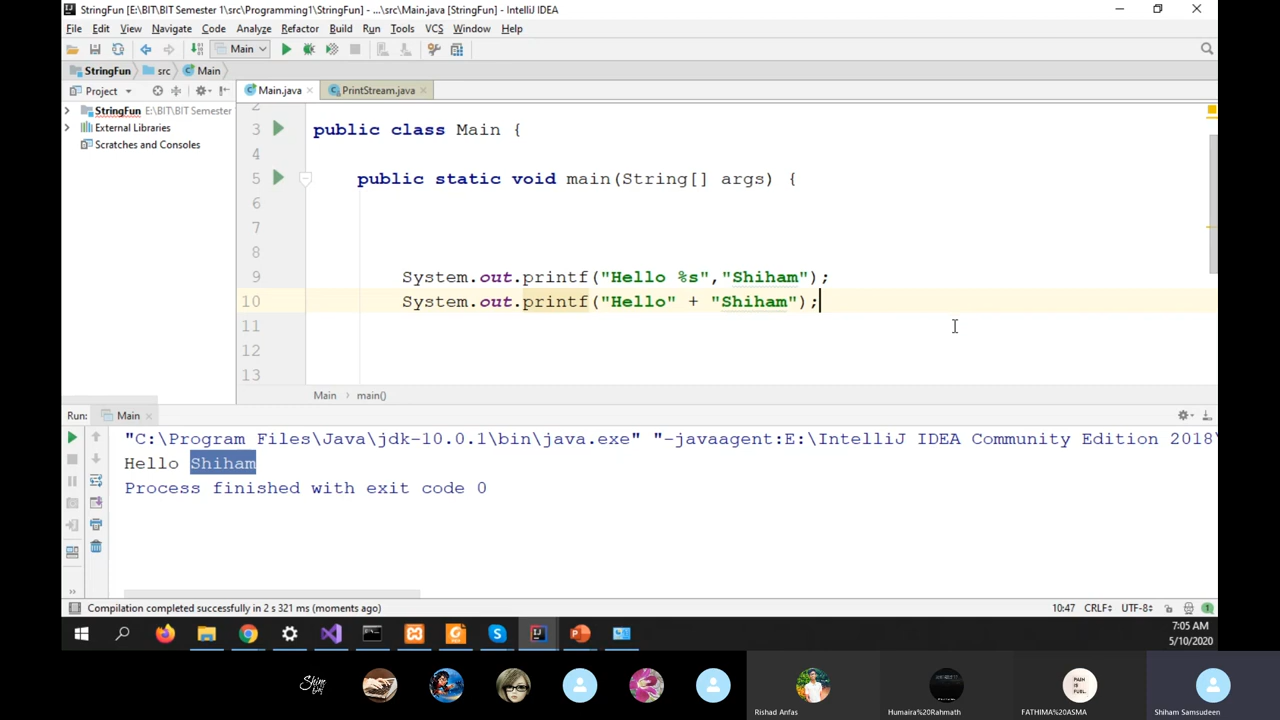 StringFun [E:\BIT\BIT Semester 1\src\Programming1\StringFun] - ...\src\Main.java [StringFun] - IntelliJ IDEA
File Edit View Navigate Code Analyze Refactor Build Run Tools VCS Window Help
Main
StringFun src Main
Project Main.java PrintStream.java
StringFun E:\BIT\BIT Semester
External Libraries
Scratches and Consoles
2
3 public class Main {
4
5 public static void main(String[] args) {
6
7
8
9 System.out.printf("Hello %s","Shiham");
10 System.out.printf("Hello" + "Shiham");
11
12
13
Main main()
Run: Main
"C:\Program Files\Java\jdk-10.0.1\bin\java.exe" "-javaagent:E:\IntelliJ IDEA Community Edition 2018\
Hello Shiham
Process finished with exit code 0
Compilation completed successfully in 2 s 321 ms (moments ago) 10:47 CRLF UTF-8 1
7:05 AM
5/10/2020
Rishad Anfas Humaira%20Rahmath FATHIMA%20ASMA Shiham Samsudeen